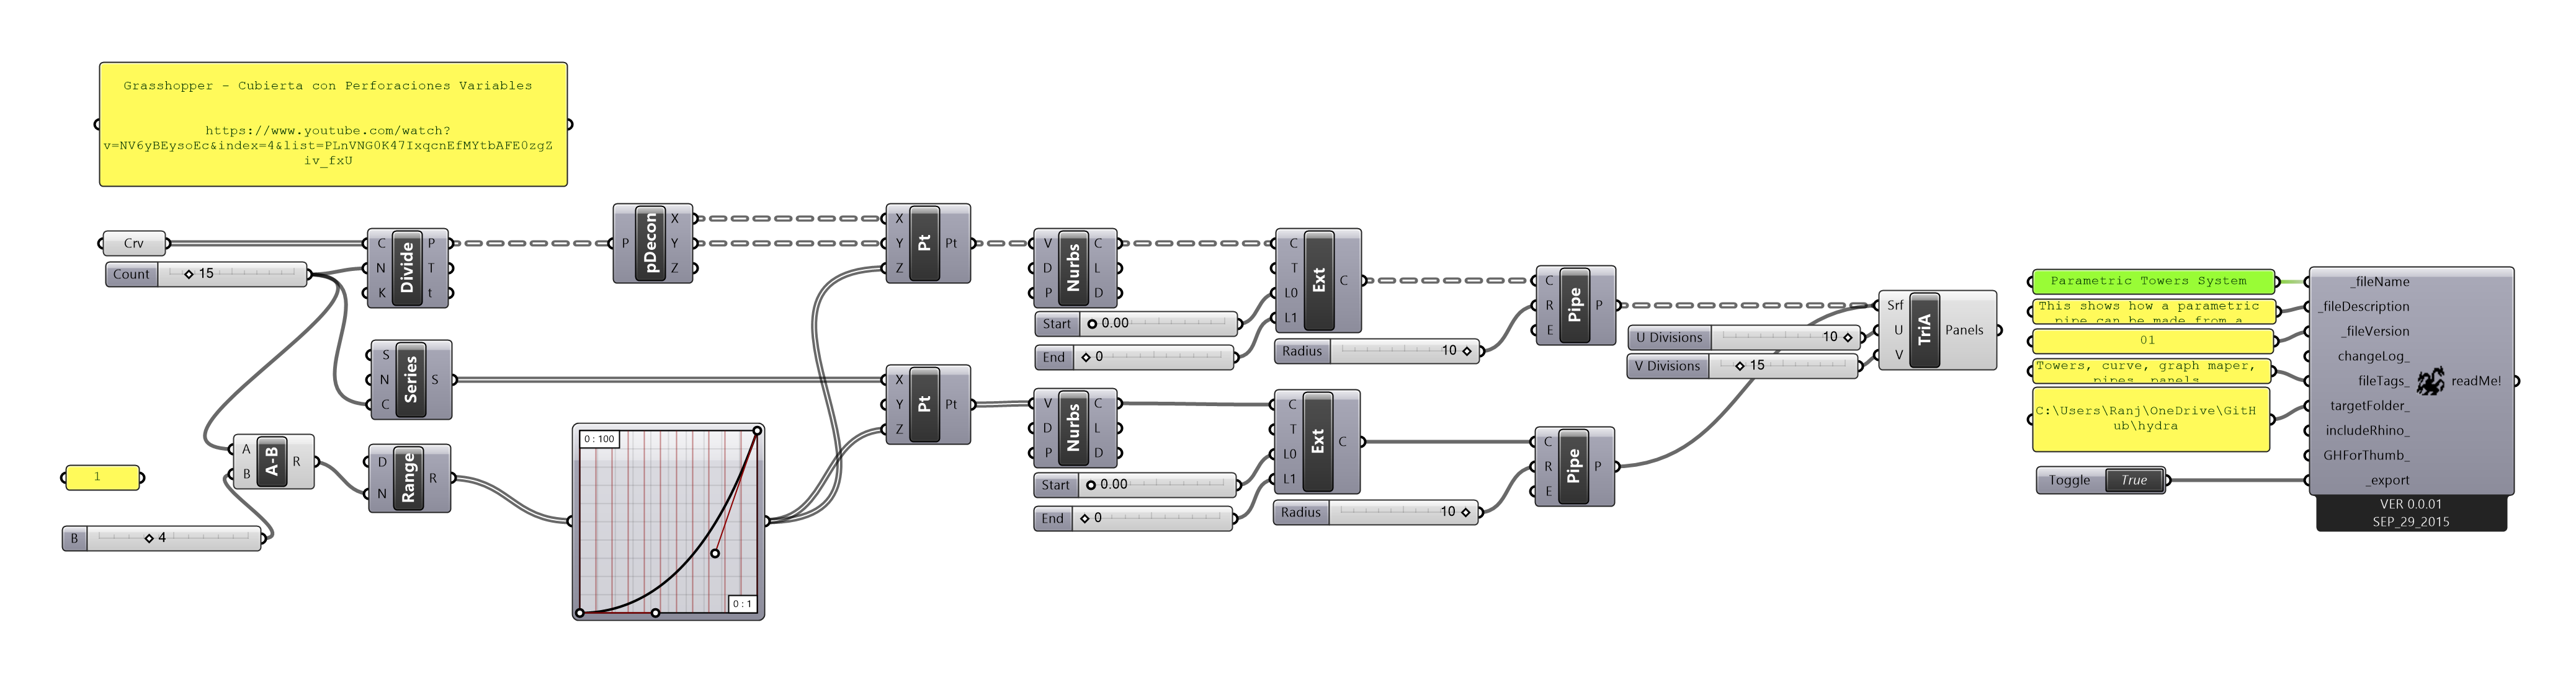 Grasshopper - Cubierta con Perforaciones Variables
https://www.youtube.com/watch?
v=NV6yBEysoEc&index=4&list=PLnVNG0K47IxqcnEfMYtbAFE0zgZ
iv_fxU
Crv
Count 15
C N K Divide P T t
P pDecon X Y Z
X Y Z Pt Pt
V D P Nurbs C L D
Start 0.00
End 0
C T L0 L1 Ext C
Radius 10
C R E Pipe P
U Divisions 10
V Divisions 15
Srf U V TriA Panels
S N C Series S
A B A-B R
1
B 4
D N Range R
0 : 100
0 : 1
X Y Z Pt Pt
V D P Nurbs C L D
Start 0.00
End 0
C T L0 L1 Ext C
Radius 10
C R E Pipe P
Parametric Towers System
This shows how a parametric
pipe can be made from a
01
Towers, curve, graph maper,
pipes, panels
C:\Users\Ranj\OneDrive\GitH
ub\hydra
Toggle True
_fileName
_fileDescription
_fileVersion
changeLog_
fileTags_
targetFolder_
includeRhino_
GHForThumb_
_export
readMe!
VER 0.0.01
SEP_29_2015